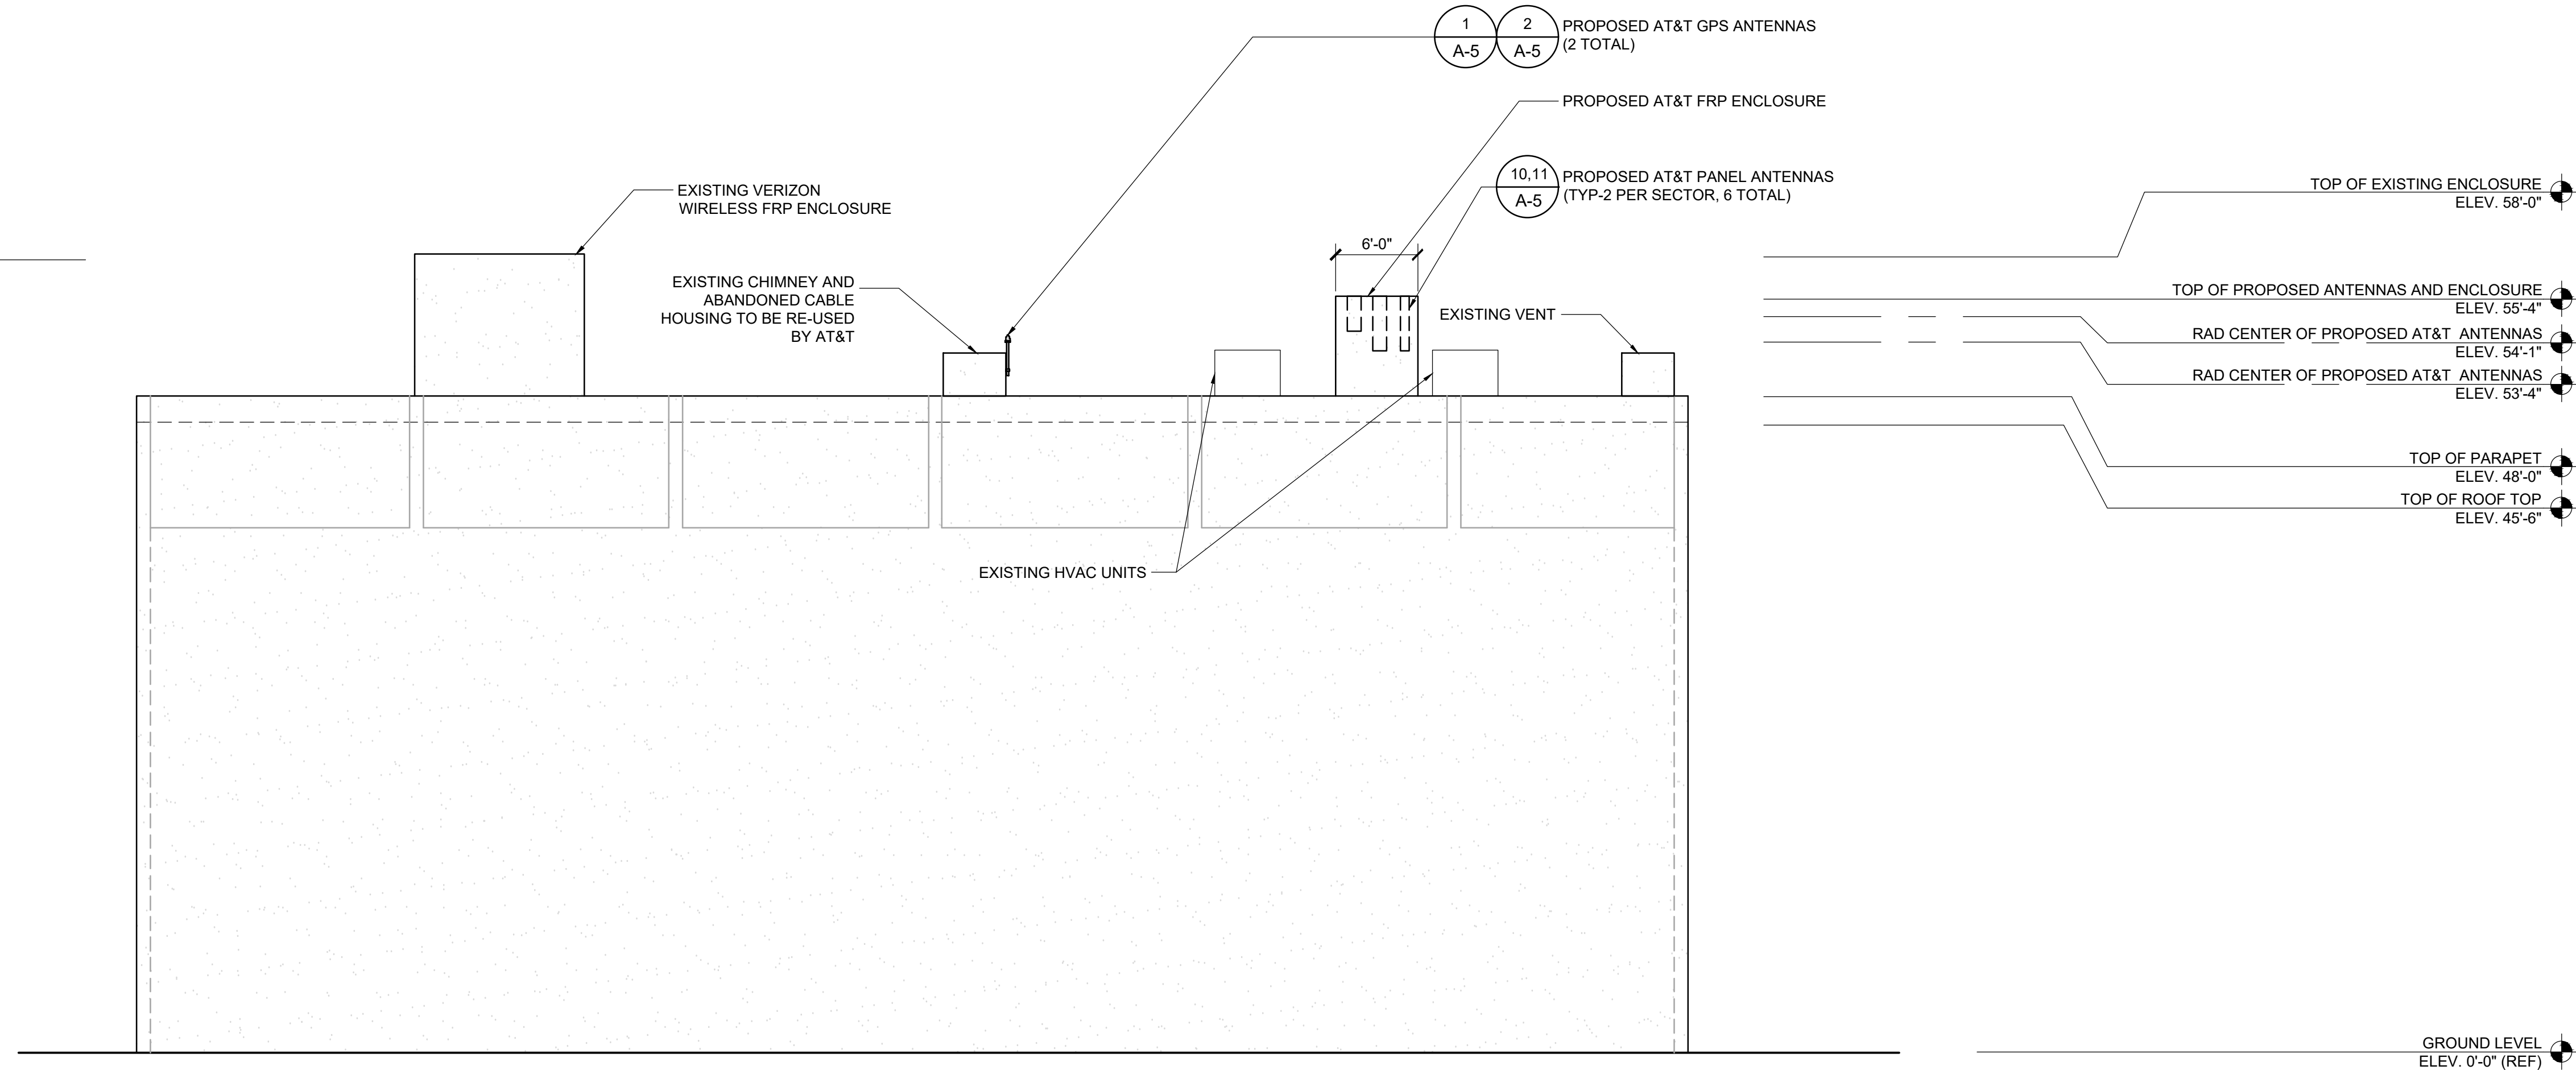 1
A-5
2
A-5
PROPOSED AT&T GPS ANTENNAS
(2 TOTAL)
PROPOSED AT&T FRP ENCLOSURE
10,11
A-5
PROPOSED AT&T PANEL ANTENNAS
(TYP-2 PER SECTOR, 6 TOTAL)
EXISTING VERIZON
WIRELESS FRP ENCLOSURE
TOP OF EXISTING ENCLOSURE
ELEV. 58'-0"
6'-0"
EXISTING CHIMNEY AND
ABANDONED CABLE
HOUSING TO BE RE-USED
BY AT&T
EXISTING VENT
TOP OF PROPOSED ANTENNAS AND ENCLOSURE
ELEV. 55'-4"
RAD CENTER OF PROPOSED AT&T ANTENNAS
ELEV. 54'-1"
RAD CENTER OF PROPOSED AT&T ANTENNAS
ELEV. 53'-4"
TOP OF PARAPET
ELEV. 48'-0"
TOP OF ROOF TOP
ELEV. 45'-6"
EXISTING HVAC UNITS
GROUND LEVEL
ELEV. 0'-0" (REF)